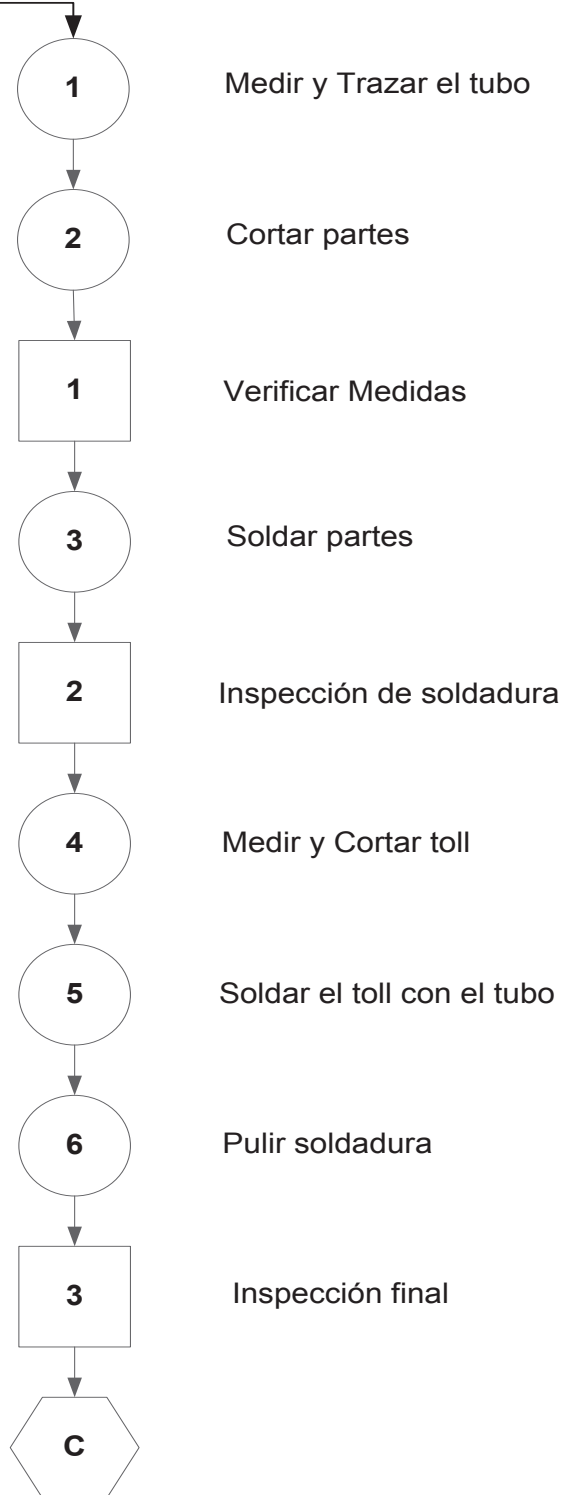 1 Medir y Trazar el tubo
2 Cortar partes
1 Verificar Medidas
3 Soldar partes
2 Inspección de soldadura
4 Medir y Cortar toll
5 Soldar el toll con el tubo
6 Pulir soldadura
3 Inspección final
C